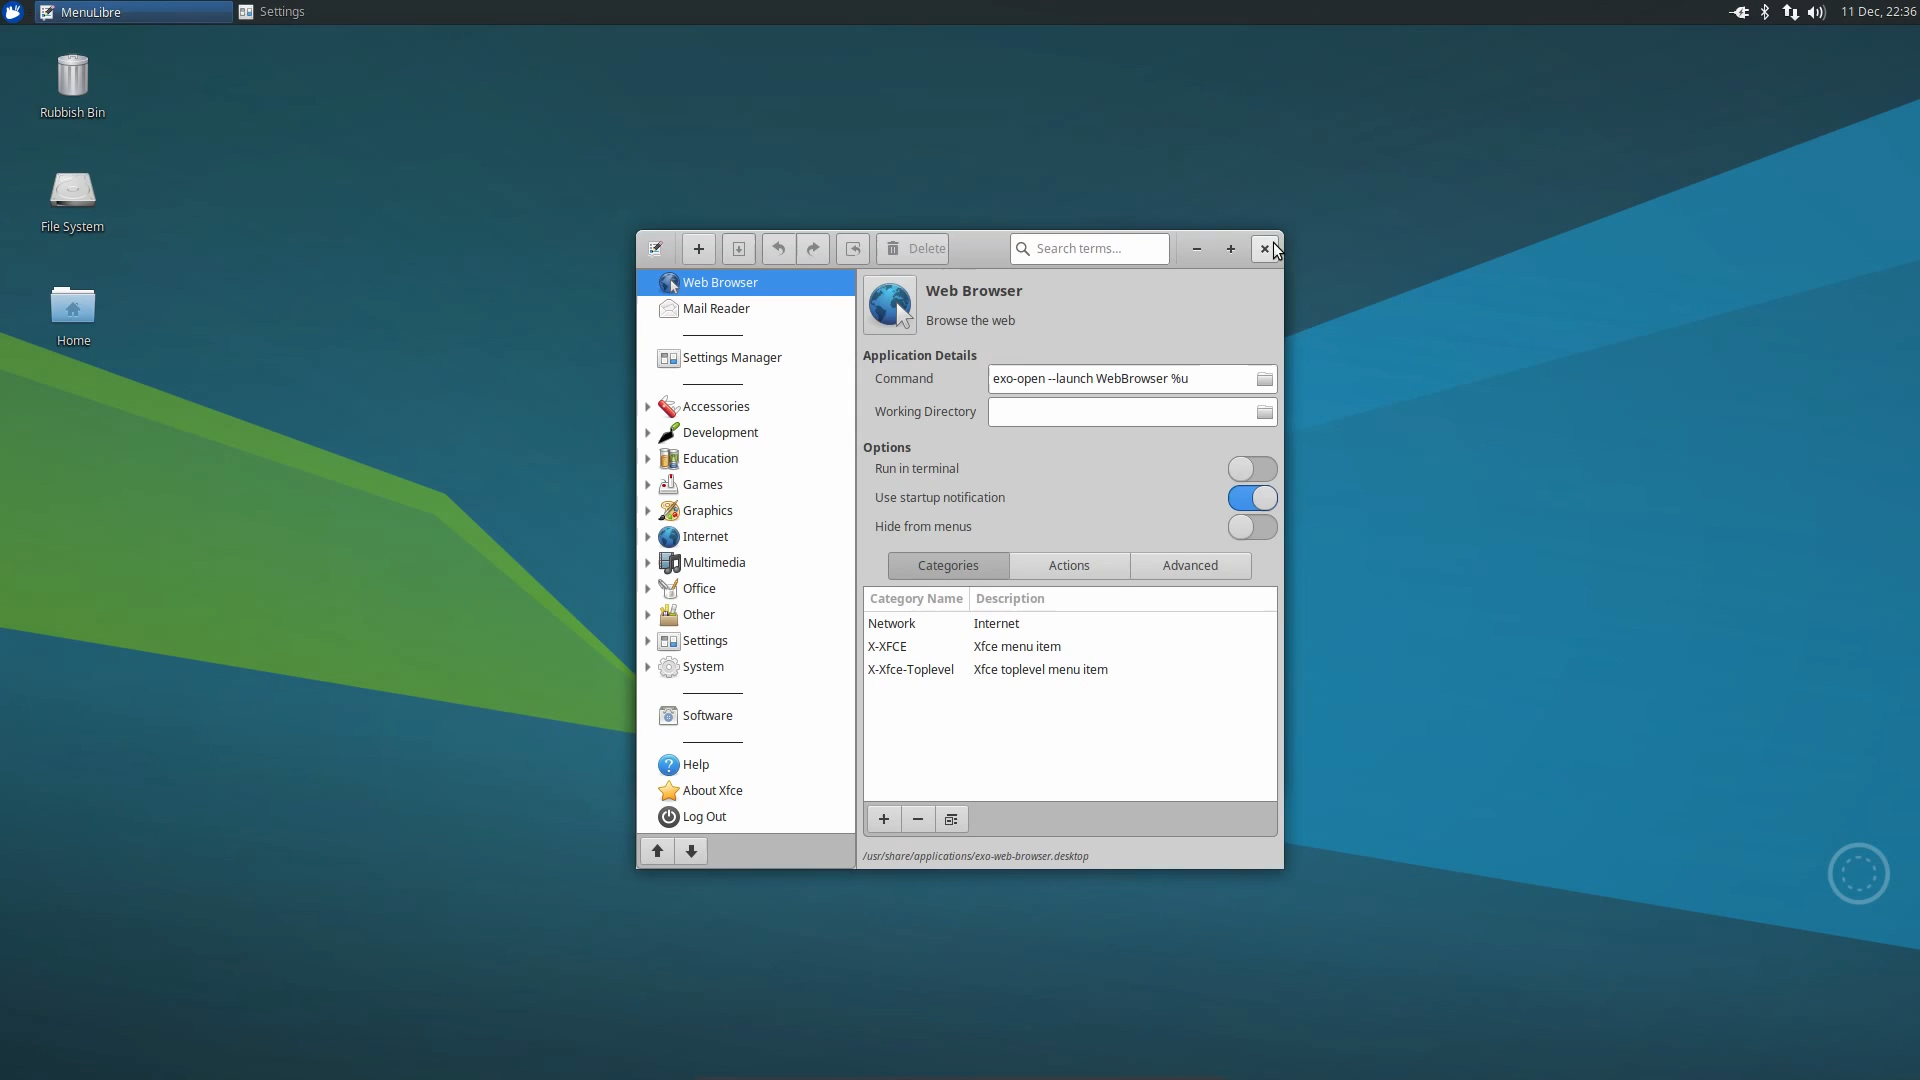 MenuLibre
Settings
11 Dec, 22:36
Rubbish Bin
File System
Home
Delete
Search terms...
Web Browser
Mail Reader
Settings Manager
Accessories
Development
Education
Games
Graphics
Internet
Multimedia
Office
Other
Settings
System
Software
Help
About Xfce
Log Out
Web Browser
Browse the web
Application Details
Command
exo-open --launch WebBrowser %u
Working Directory
Options
Run in terminal
Use startup notification
Hide from menus
Categories
Actions
Advanced
Category Name Description
Network Internet
X-XFCE Xfce menu item
X-Xfce-Toplevel Xfce toplevel menu item
/usr/share/applications/exo-web-browser.desktop